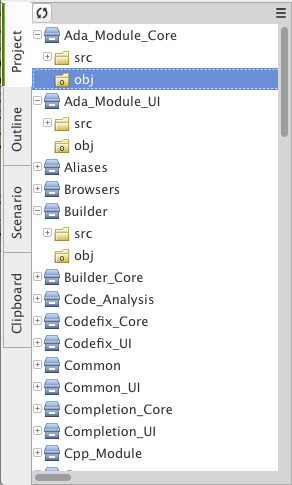 Project
Outline
Scenario
Clipboard
Ada_Module_Core
src
obj
Ada_Module_UI
src
obj
Aliases
Browsers
Builder
src
obj
Builder_Core
Code_Analysis
Codefix_Core
Codefix_UI
Common
Common_UI
Completion_Core
Completion_UI
Cpp_Module